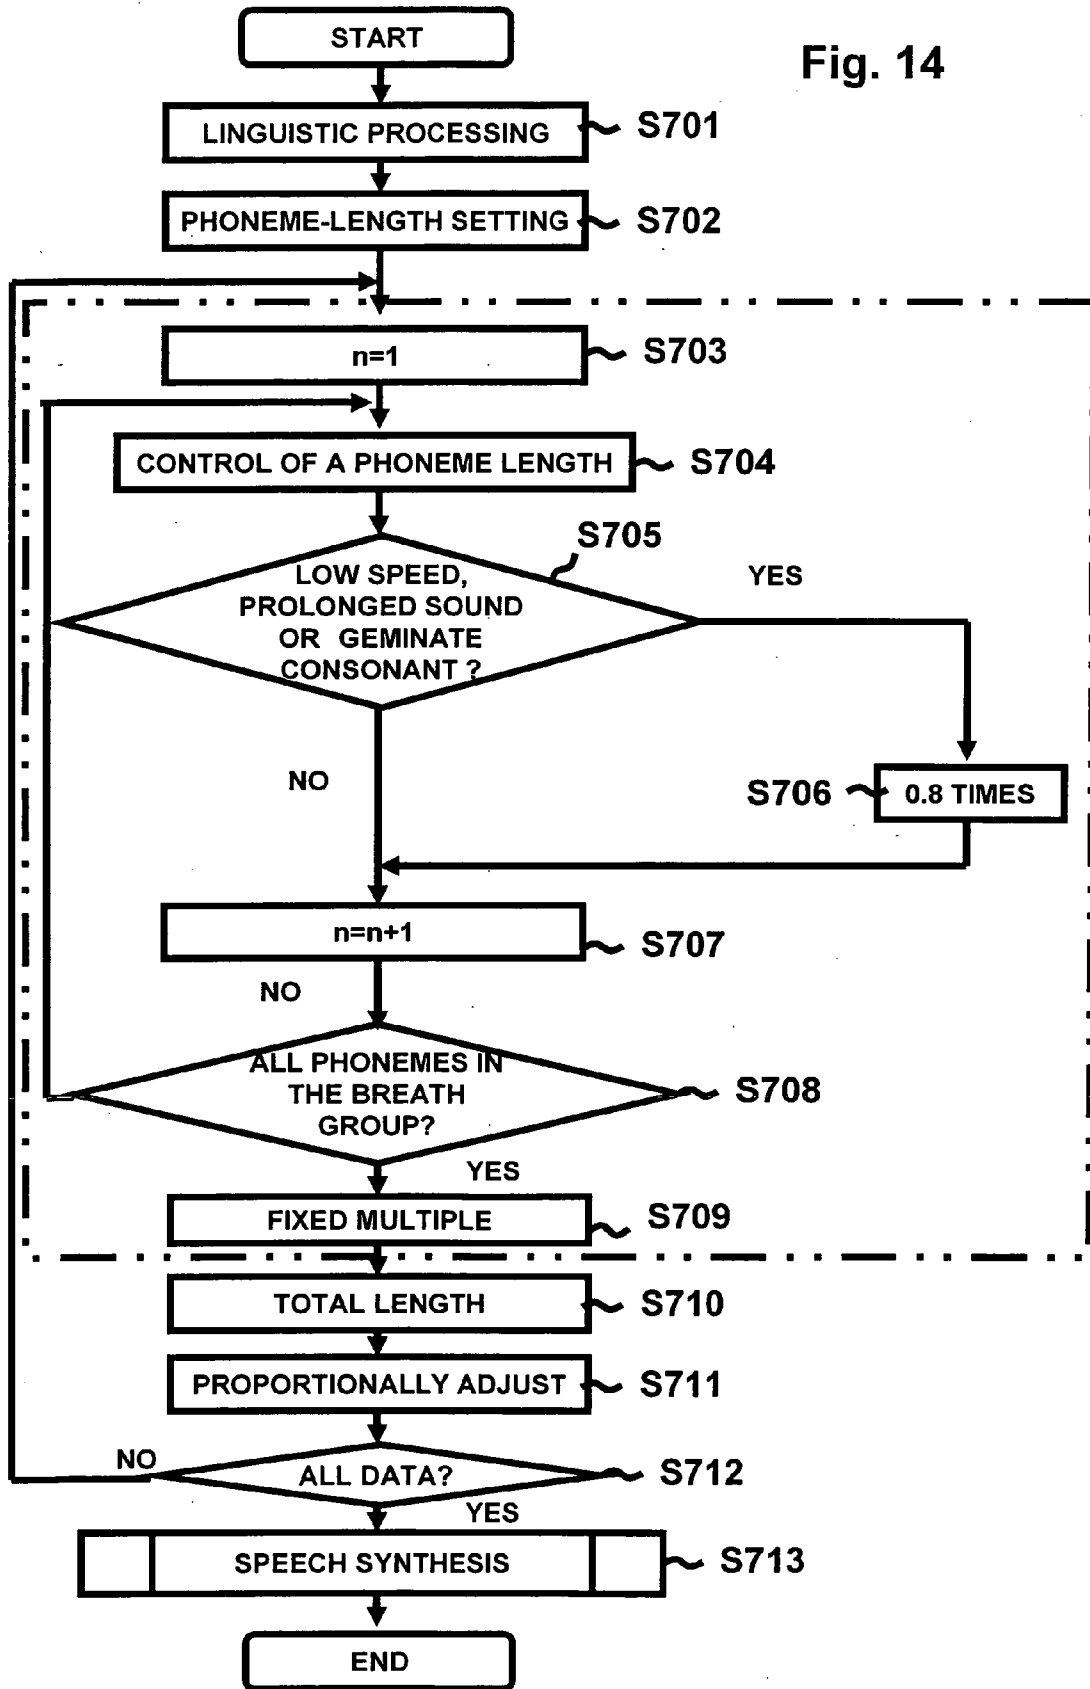 START
Fig. 14
LINGUISTIC PROCESSING
S701
PHONEME-LENGTH SETTING
S702
n=1
S703
CONTROL OF A PHONEME LENGTH
S704
S705
LOW SPEED,
PROLONGED SOUND
OR GEMINATE
CONSONANT ?
YES
NO
S706
0.8 TIMES
n=n+1
S707
NO
ALL PHONEMES IN
THE BREATH
GROUP?
S708
YES
FIXED MULTIPLE
S709
TOTAL LENGTH
S710
PROPORTIONALLY ADJUST
S711
NO
ALL DATA?
S712
YES
SPEECH SYNTHESIS
S713
END